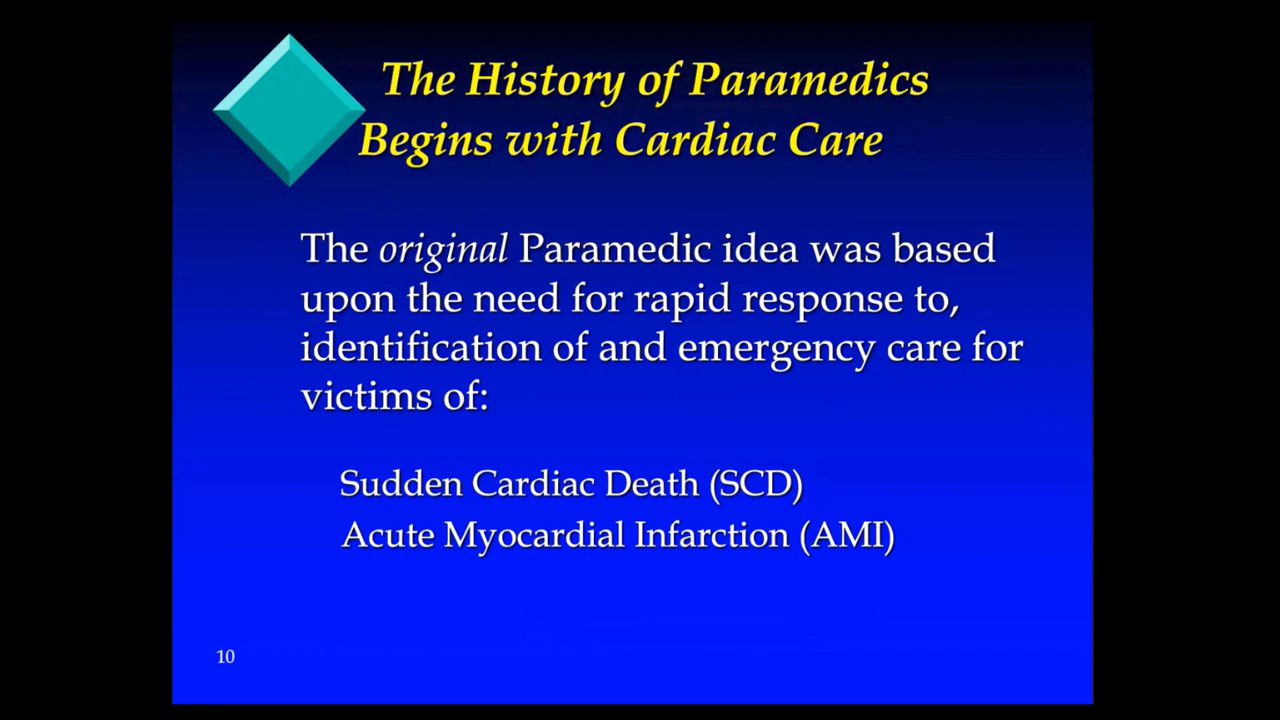 The History of Paramedics
Begins with Cardiac Care
The original Paramedic idea was based
upon the need for rapid response to,
identification of and emergency care for
victims of:
Sudden Cardiac Death (SCD)
Acute Myocardial Infarction (AMI)
10